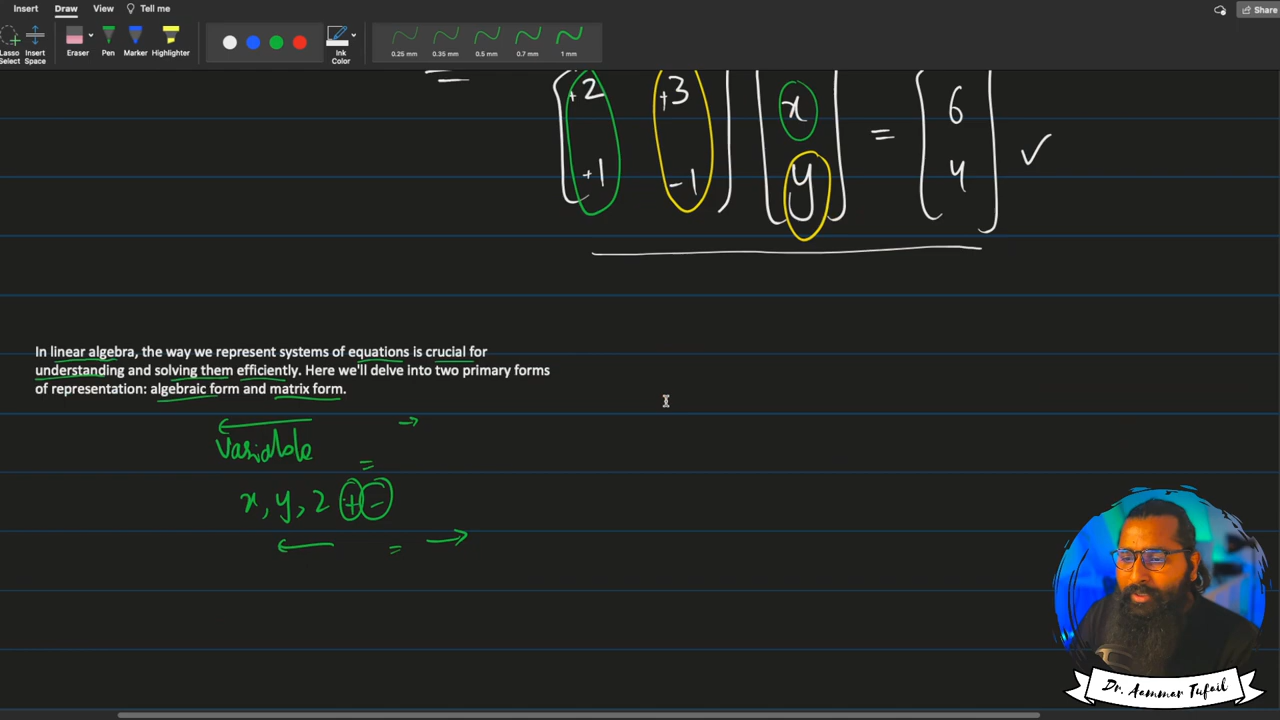 Insert Draw View Tell me
Share
Lasso Select
Insert Space
Eraser
Pen
Marker
Highlighter
Ink Color
0.25 mm
0.35 mm
0.5 mm
0.7 mm
1 mm
+2 +3 x = 6
+1 -1 y 4 ✓
In linear algebra, the way we represent systems of equations is crucial for
understanding and solving them efficiently. Here we'll delve into two primary forms
of representation: algebraic form and matrix form.
← →
Variable =
x, y, 2 + -
← = →
Dr. Aammar Tufail